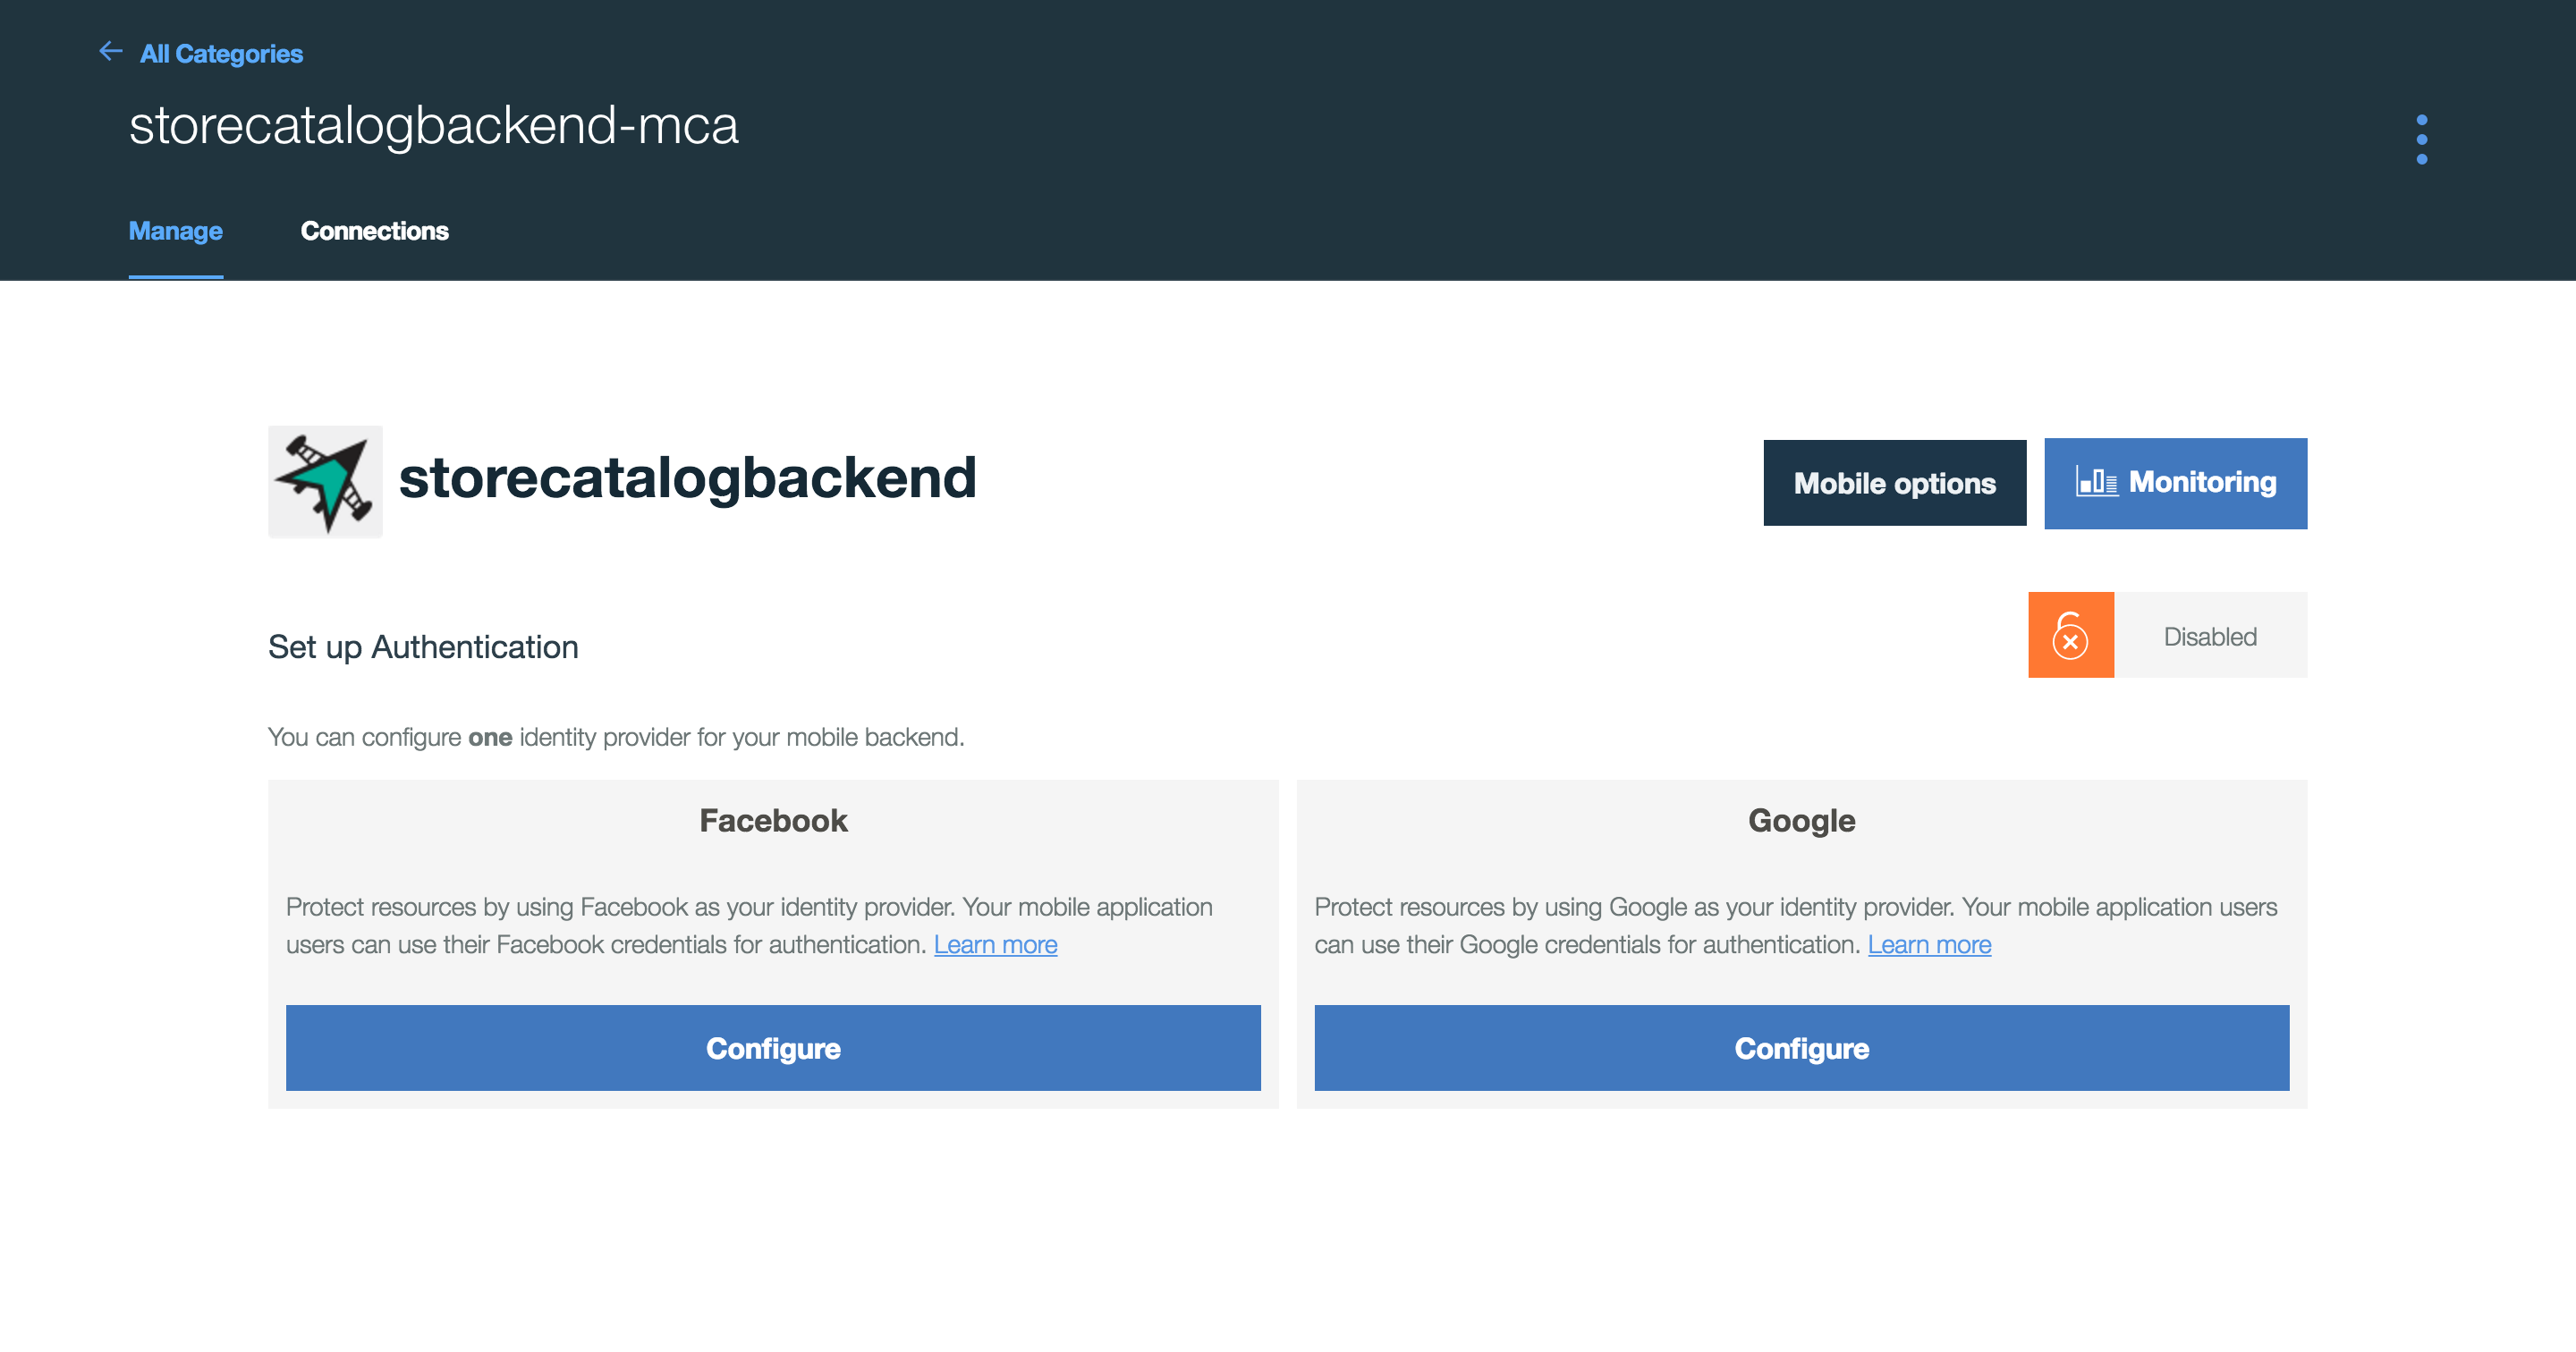 All Categories
storecatalogbackend-mca
Manage
Connections
storecatalogbackend
Mobile options
Monitoring
Set up Authentication
Disabled
You can configure one identity provider for your mobile backend.
Facebook
Protect resources by using Facebook as your identity provider. Your mobile application
users can use their Facebook credentials for authentication. Learn more
Configure
Google
Protect resources by using Google as your identity provider. Your mobile application users
can use their Google credentials for authentication. Learn more
Configure